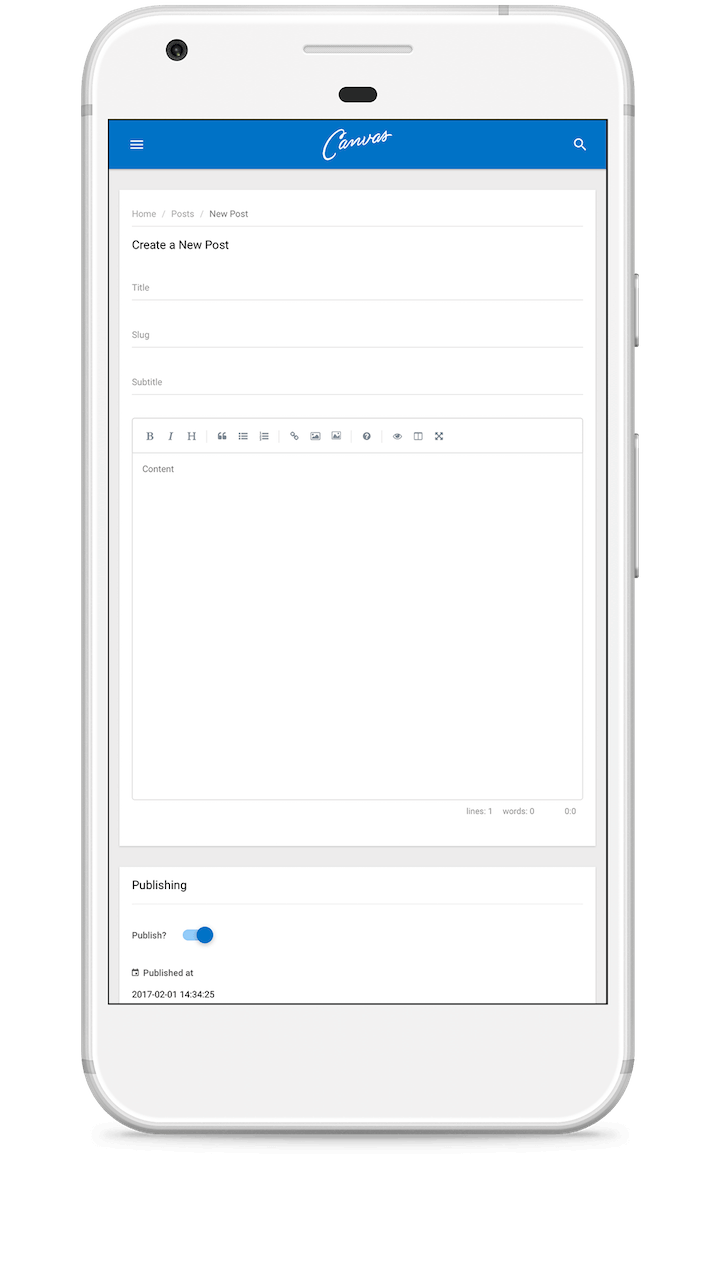 Canvas
Home / Posts / New Post
Create a New Post
Title
Slug
Subtitle
B I H
Content
lines: 1 words: 0 0:0
Publishing
Publish?
Published at
2017-02-01 14:34:25